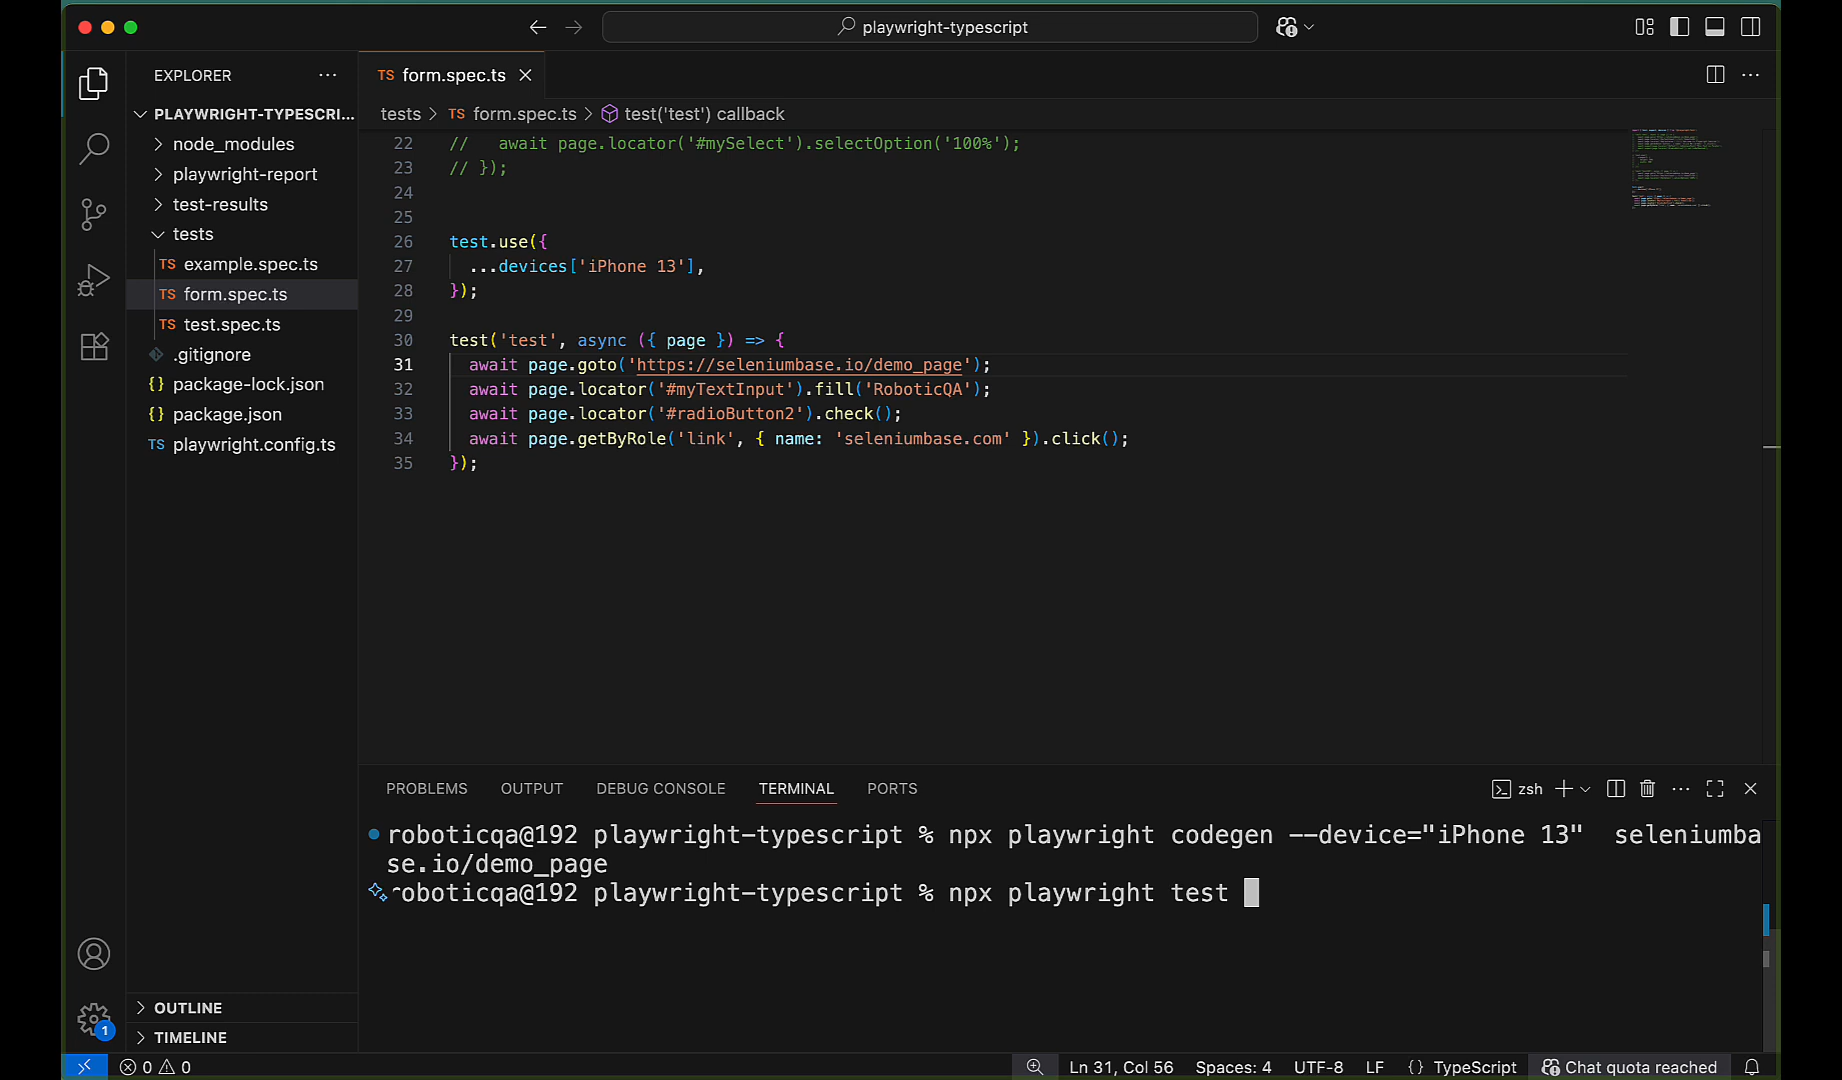 playwright-typescript
EXPLORER
PLAYWRIGHT-TYPESCRI...
node_modules
playwright-report
test-results
tests
TS example.spec.ts
TS form.spec.ts
TS test.spec.ts
.gitignore
{} package-lock.json
{} package.json
TS playwright.config.ts
OUTLINE
TIMELINE
TS form.spec.ts
tests > TS form.spec.ts > test('test') callback
22 //   await page.locator('#mySelect').selectOption('100%');
23 // });
24
25
26 test.use({
27   ...devices['iPhone 13'],
28 });
29
30 test('test', async ({ page }) => {
31   await page.goto('https://seleniumbase.io/demo_page');
32   await page.locator('#myTextInput').fill('RoboticQA');
33   await page.locator('#radioButton2').check();
34   await page.getByRole('link', { name: 'seleniumbase.com' }).click();
35 });
PROBLEMS OUTPUT DEBUG CONSOLE TERMINAL PORTS
zsh
roboticqa@192 playwright-typescript % npx playwright codegen --device="iPhone 13"  seleniumba
se.io/demo_page
roboticqa@192 playwright-typescript % npx playwright test
1
0 0
Ln 31, Col 56 Spaces: 4 UTF-8 LF {} TypeScript Chat quota reached